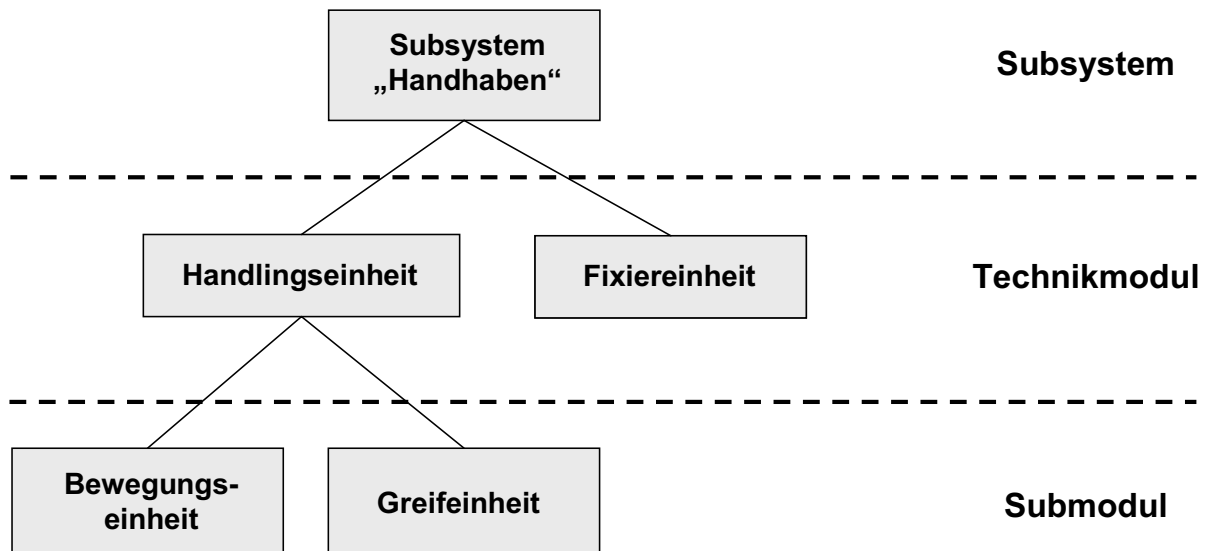 Subsystem
„Handhaben“
Subsystem
Handlingseinheit
Fixiereinheit
Technikmodul
Bewegungs-
einheit
Greifeinheit
Submodul